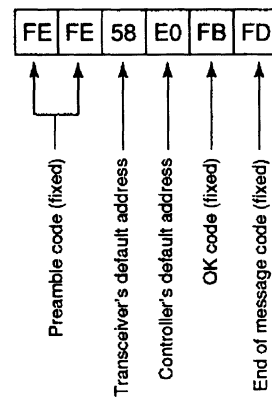 FE FE 58 E0 FB FD
Preamble code (fixed)
Transceiver's default address
Controller's default address
OK code (fixed)
End of message code (fixed)